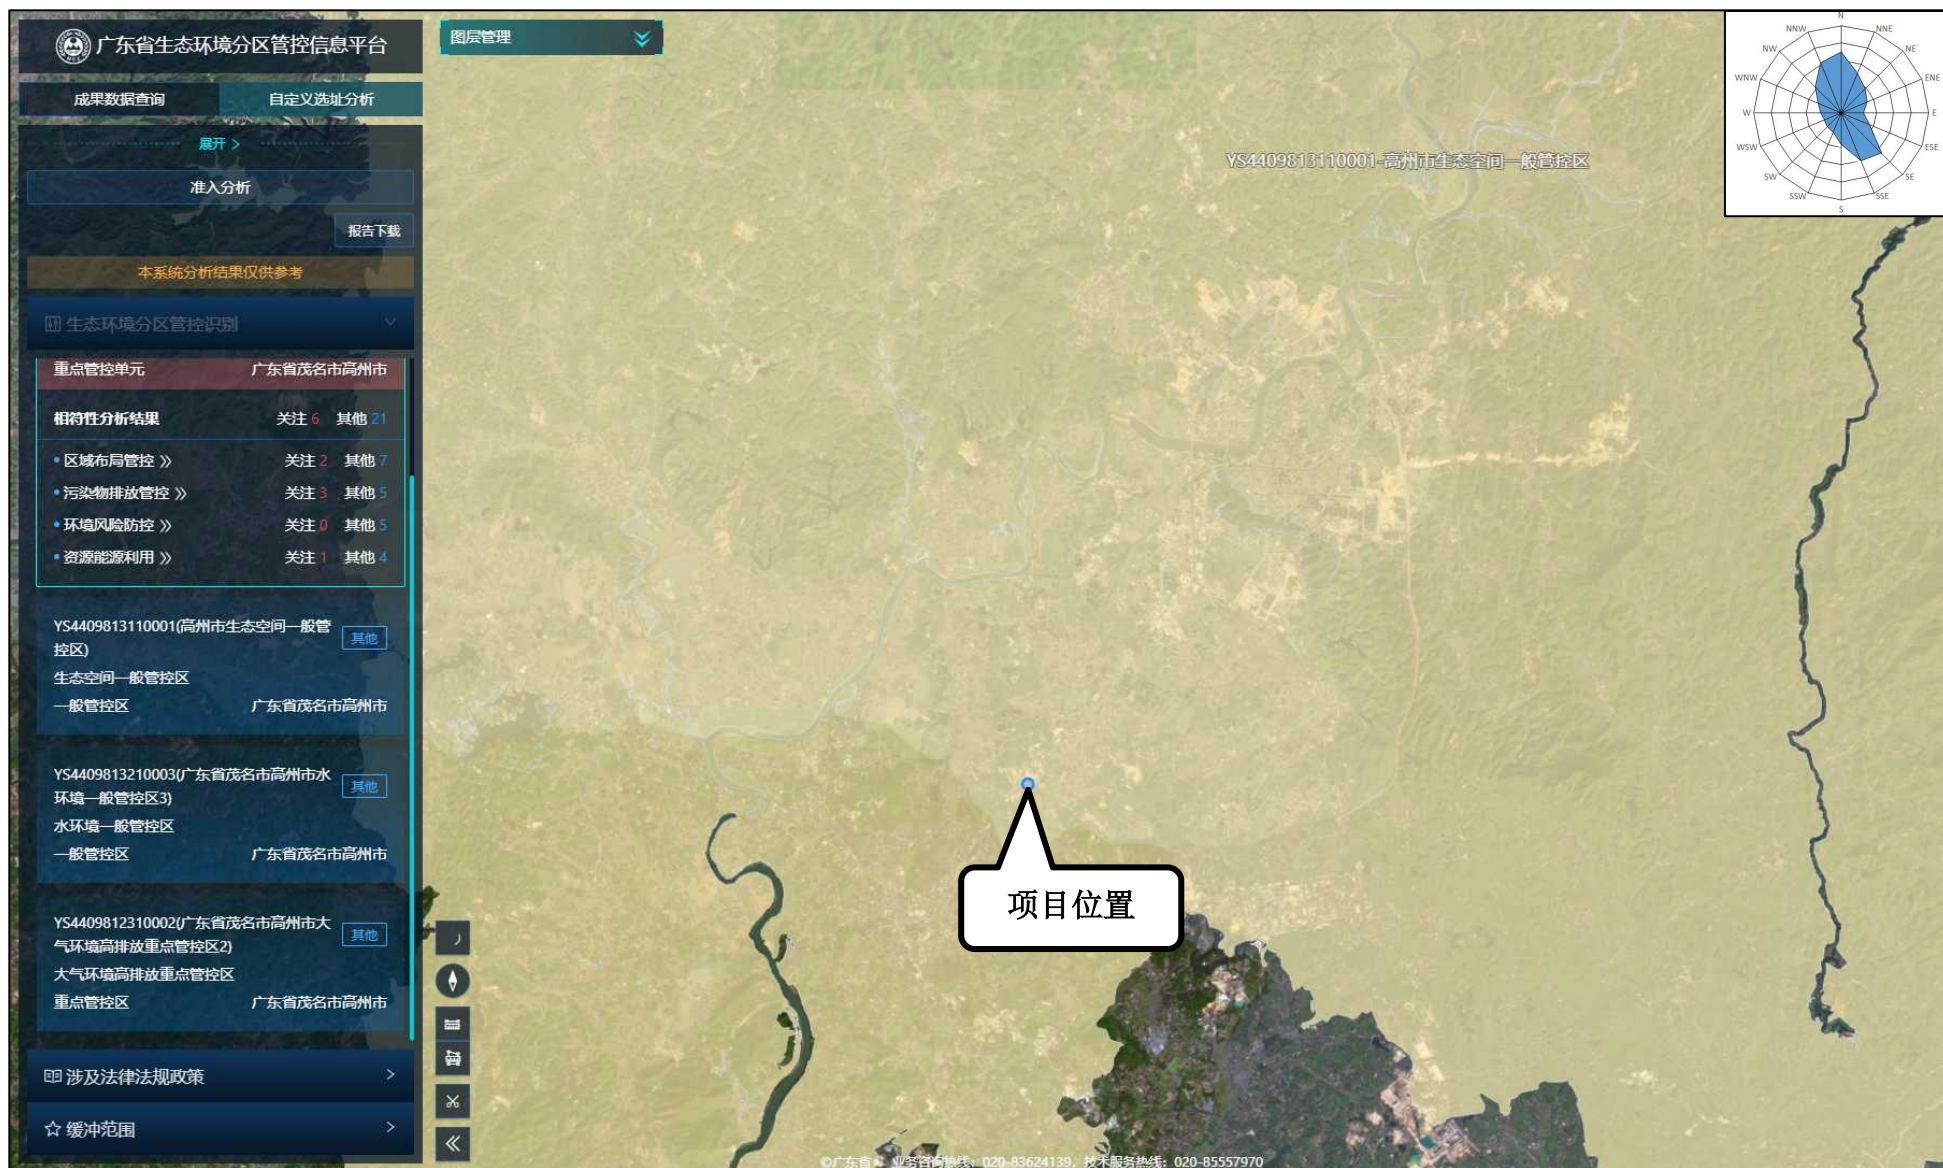 广东省生态环境分区管控信息平台
成果数据查询 自定义选址分析
展开 >
准入分析
报告下载
本系统分析结果仅供参考
生态环境分区管控识别
重点管控单元 广东省茂名市高州市
相符性分析结果 关注 6 其他 21
区域布局管控 关注 2 其他 7
污染物排放管控 关注 3 其他 5
环境风险防控 关注 0 其他 5
资源能源利用 关注 1 其他 4
YS4409813110001(高州市生态空间一般管
控区)
其他
生态空间一般管控区
一般管控区 广东省茂名市高州市
YS4409813210003(广东省茂名市高州市水
环境一般管控区3)
其他
水环境一般管控区
一般管控区 广东省茂名市高州市
YS4409812310002(广东省茂名市高州市大
气环境高排放重点管控区2)
其他
大气环境高排放重点管控区
重点管控区 广东省茂名市高州市
涉及法律法规政策
缓冲范围
图层管理
YS4409813110001-高州市生态空间一般管控区
项目位置
N
NNW NNE
NW NE
WNW ENE
W E
WSW ESE
SW SE
SSW SSE
S
©广东省 业务咨询热线：020-83624139，技术服务热线：020-85557970